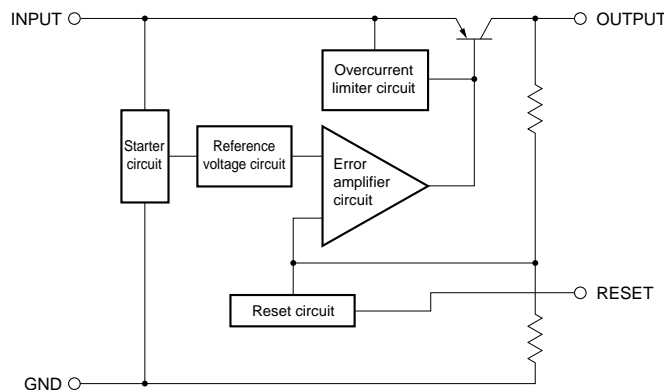 INPUT
OUTPUT
Overcurrent
limiter circuit
Starter
circuit
Reference
voltage circuit
Error
amplifier
circuit
Reset circuit
RESET
GND